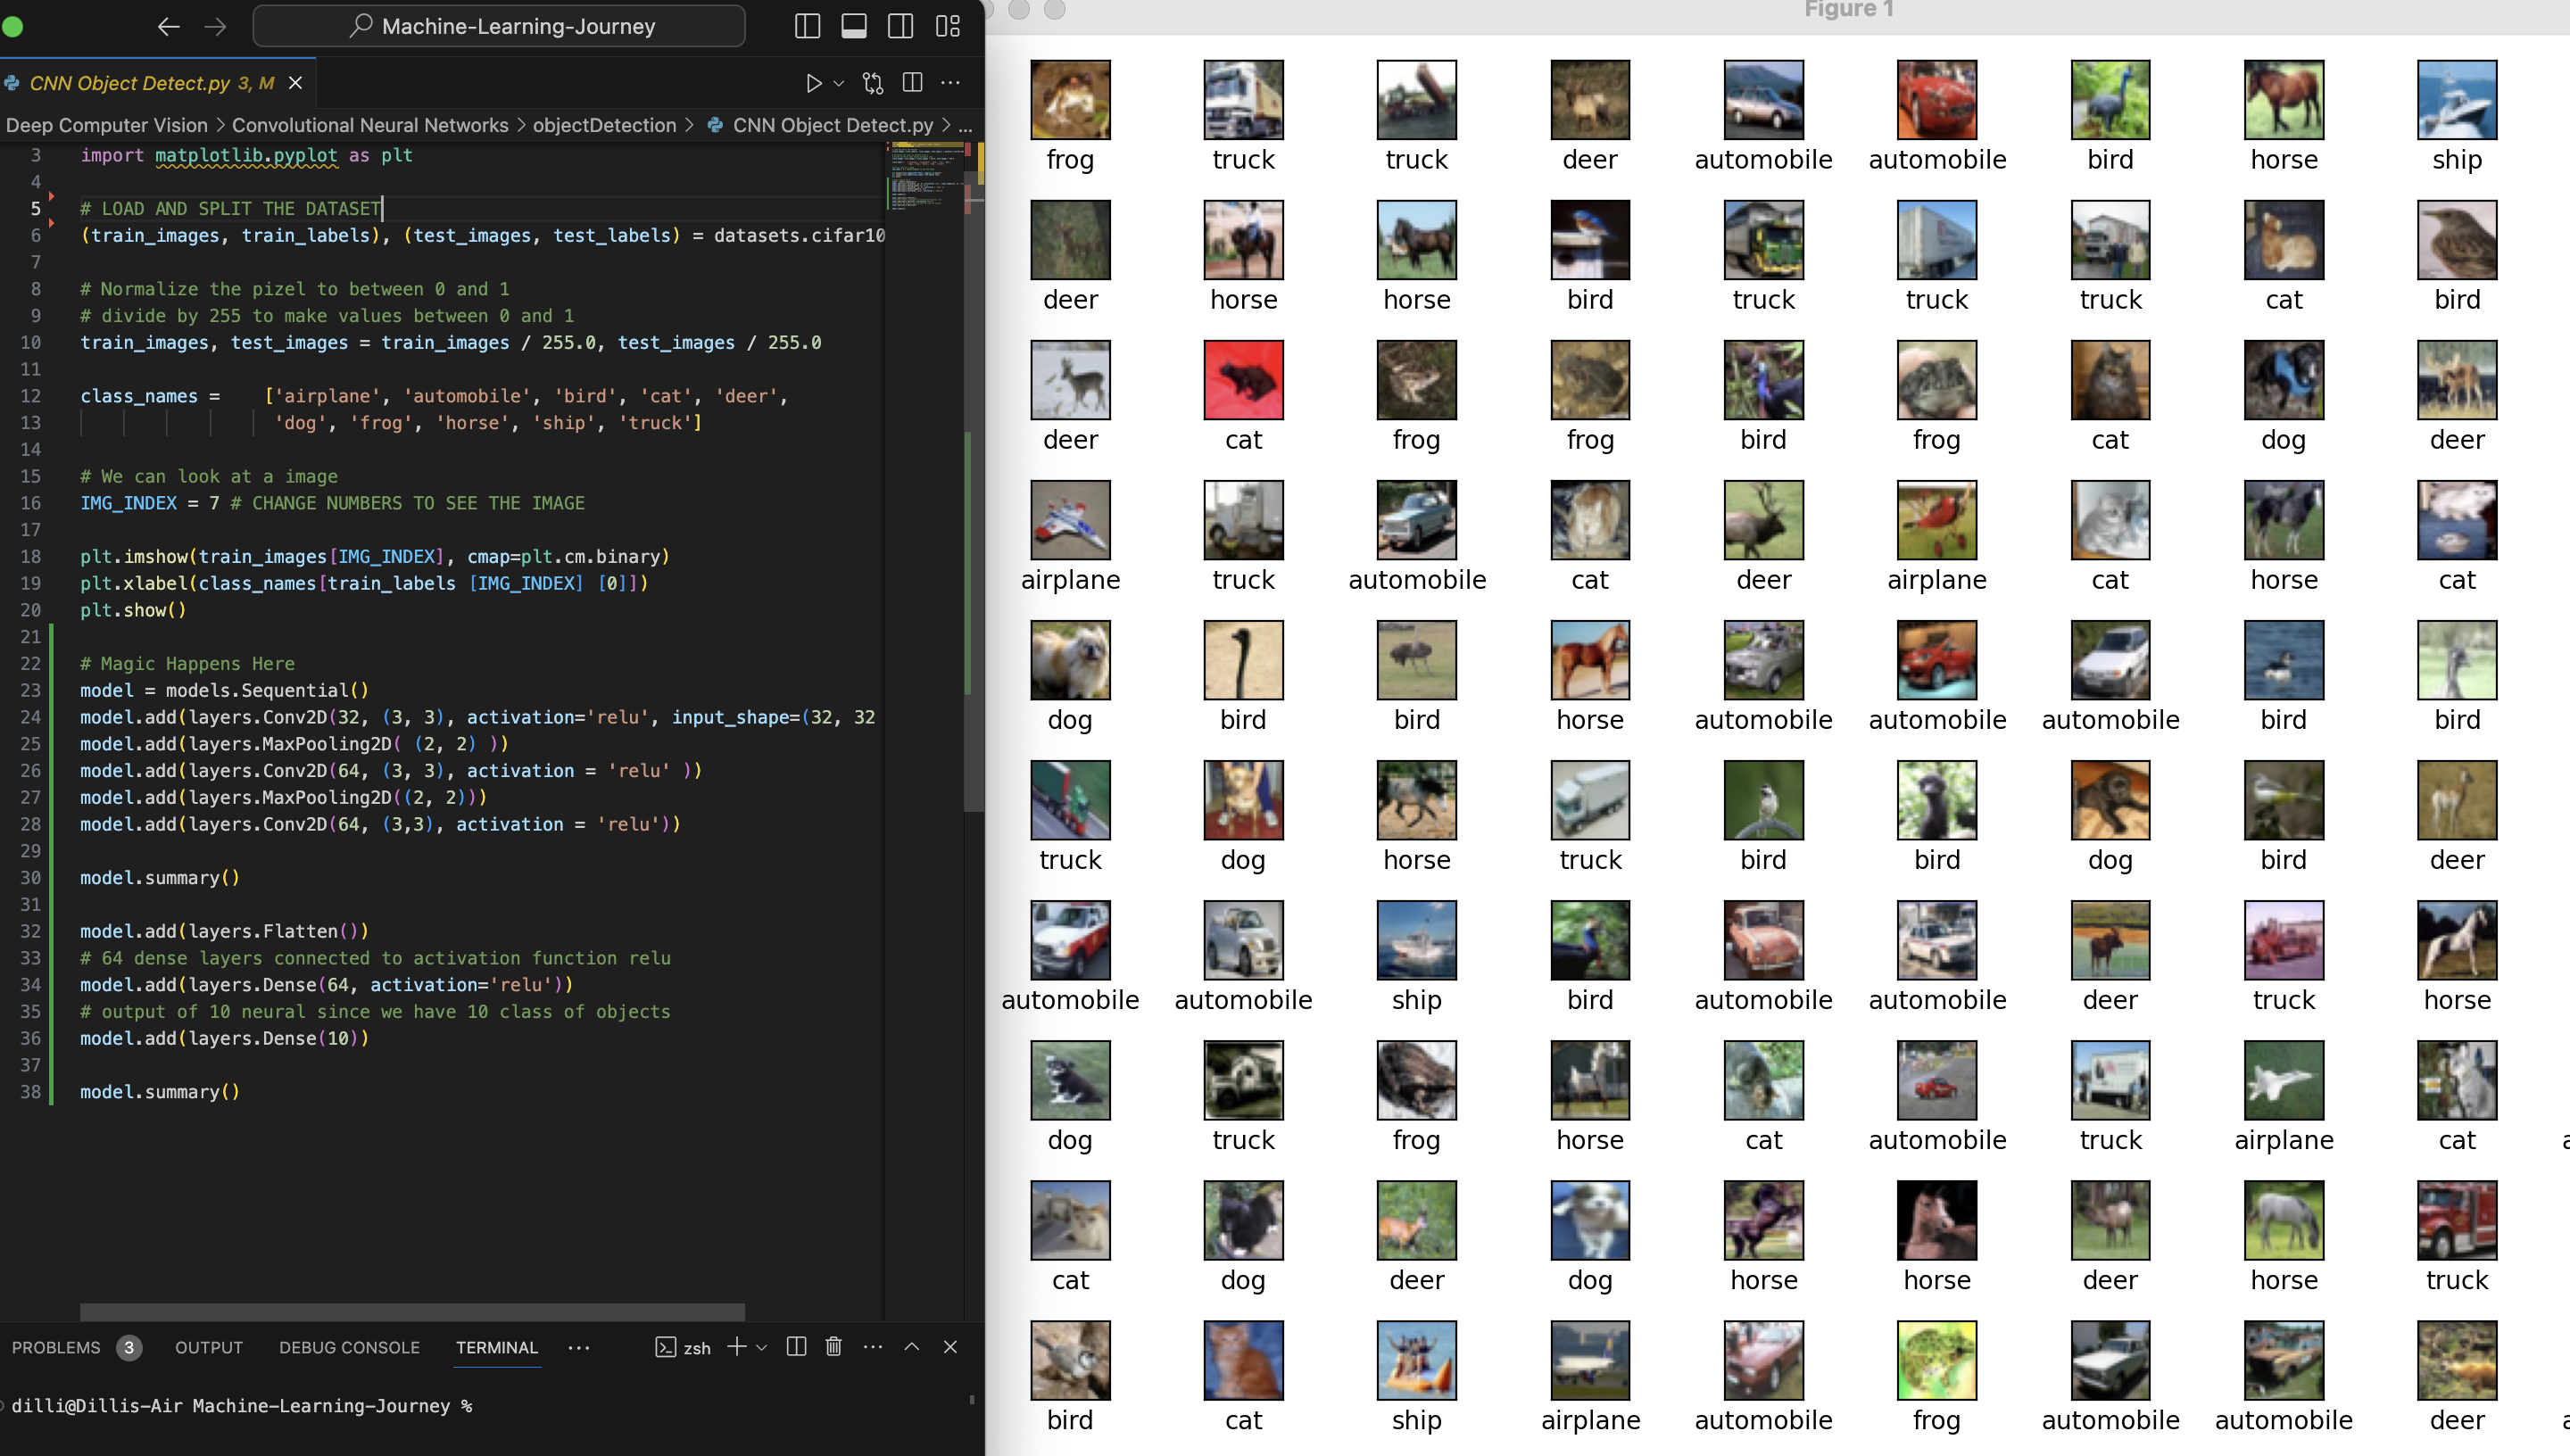 Machine-Learning-Journey
CNN Object Detect.py 3, M
Deep Computer Vision > Convolutional Neural Networks > objectDetection > CNN Object Detect.py > ...
3 import matplotlib.pyplot as plt
4
5 # LOAD AND SPLIT THE DATASET
6 (train_images, train_labels), (test_images, test_labels) = datasets.cifar10
7
8 # Normalize the pizel to between 0 and 1
9 # divide by 255 to make values between 0 and 1
10 train_images, test_images = train_images / 255.0, test_images / 255.0
11
12 class_names = ['airplane', 'automobile', 'bird', 'cat', 'deer',
13 'dog', 'frog', 'horse', 'ship', 'truck']
14
15 # We can look at a image
16 IMG_INDEX = 7 # CHANGE NUMBERS TO SEE THE IMAGE
17
18 plt.imshow(train_images[IMG_INDEX], cmap=plt.cm.binary)
19 plt.xlabel(class_names[train_labels [IMG_INDEX] [0]])
20 plt.show()
21
22 # Magic Happens Here
23 model = models.Sequential()
24 model.add(layers.Conv2D(32, (3, 3), activation='relu', input_shape=(32, 32
25 model.add(layers.MaxPooling2D( (2, 2) ))
26 model.add(layers.Conv2D(64, (3, 3), activation = 'relu' ))
27 model.add(layers.MaxPooling2D((2, 2)))
28 model.add(layers.Conv2D(64, (3,3), activation = 'relu'))
29
30 model.summary()
31
32 model.add(layers.Flatten())
33 # 64 dense layers connected to activation function relu
34 model.add(layers.Dense(64, activation='relu'))
35 # output of 10 neural since we have 10 class of objects
36 model.add(layers.Dense(10))
37
38 model.summary()
PROBLEMS 3 OUTPUT DEBUG CONSOLE TERMINAL ... zsh
dilli@Dillis-Air Machine-Learning-Journey %
Figure 1
frog truck truck deer automobile automobile bird horse ship
deer horse horse bird truck truck truck cat bird
deer cat frog frog bird frog cat dog deer
airplane truck automobile cat deer airplane cat horse cat
dog bird bird horse automobile automobile automobile bird bird
truck dog horse truck bird bird dog bird deer
automobile automobile ship bird automobile automobile deer truck horse
dog truck frog horse cat automobile truck airplane cat
cat dog deer dog horse horse deer horse truck
bird cat ship airplane automobile frog automobile automobile deer